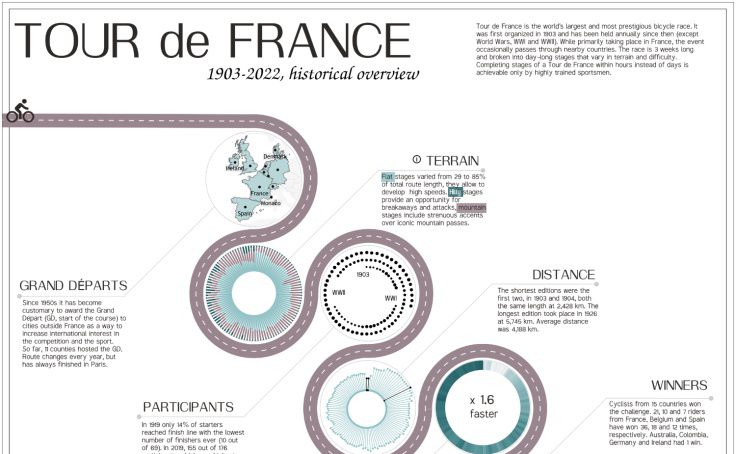 TOUR de FRANCE
1903-2022, historical overview
Tour de France is the world's largest and most prestigious bicycle race. It
was first organized in 1903 and has been held annually since then (except
World Wars, WWI and WWII). While primarily taking place in France, the event
occasionally passes through nearby countries. The race is 3 weeks long
and broken into day-long stages that vary in terrain and difficulty.
Completing stages of a Tour de France within hours instead of days is
achievable only by highly trained sportsmen.
Ireland
Denmark
France
Monaco
Spain
TERRAIN
Flat stages varied from 29 to 85%
of total route length, they allow to
develop high speeds. Hilly stages
provide an opportunity for
breakaways and attacks, mountain
stages include strenuous accents
over iconic mountain passes.
GRAND DÉPARTS
Since 1950s it has become
customary to award the Grand
Départ (GD, start of the course) to
cities outside France as a way to
increase international interest in
the competition and the sport.
So far, 11 counties hosted the GD.
Route changes every year, but
has always finished in Paris.
1903
WWII
WWI
DISTANCE
The shortest editions were the
first two, in 1903 and 1904, both
the same length at 2,428 km. The
longest edition took place in 1926
at 5,745 km. Average distance
was 4,188 km.
PARTICIPANTS
In 1919 only 14% of starters
reached finish line with the lowest
number of finishers ever (10 out
of 69). In 2019, 155 out of 176
x 1.6
faster
WINNERS
Cyclists from 15 countries won
the challenge. 21, 10 and 7 riders
from France, Belgium and Spain
have won 36, 18 and 12 times,
respectively. Australia, Colombia,
Germany and Ireland had 1 win.